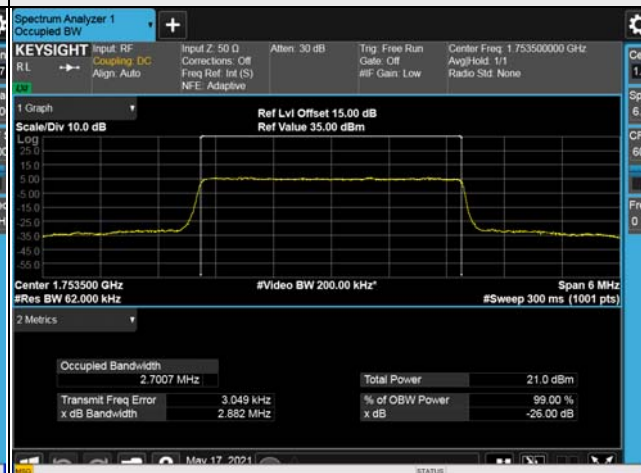 Spectrum Analyzer 1
Occupied BW
KEYSIGHT
RL
Input: RF
Coupling: DC
Align: Auto
Input Z: 50 Ω
Corrections: Off
Freq Ref: Int (S)
NFE: Adaptive
Atten: 30 dB
Trig: Free Run
Gate: Off
#IF Gain: Low
Center Freq: 1.753500000 GHz
Avg|Hold: 1/1
Radio Std: None
1 Graph
Scale/Div 10.0 dB
Ref Lvl Offset 15.00 dB
Ref Value 35.00 dBm
Log
25.0
15.0
5.00
-5.00
-15.0
-25.0
-35.0
-45.0
-55.0
Center 1.753500 GHz
#Res BW 62.000 kHz
#Video BW 200.00 kHz*
Span 6 MHz
#Sweep 300 ms (1001 pts)
2 Metrics
Occupied Bandwidth
2.7007 MHz
Transmit Freq Error 3.049 kHz
x dB Bandwidth 2.882 MHz
Total Power 21.0 dBm
% of OBW Power 99.00 %
x dB -26.00 dB
May 17, 2021
MSG
STATUS